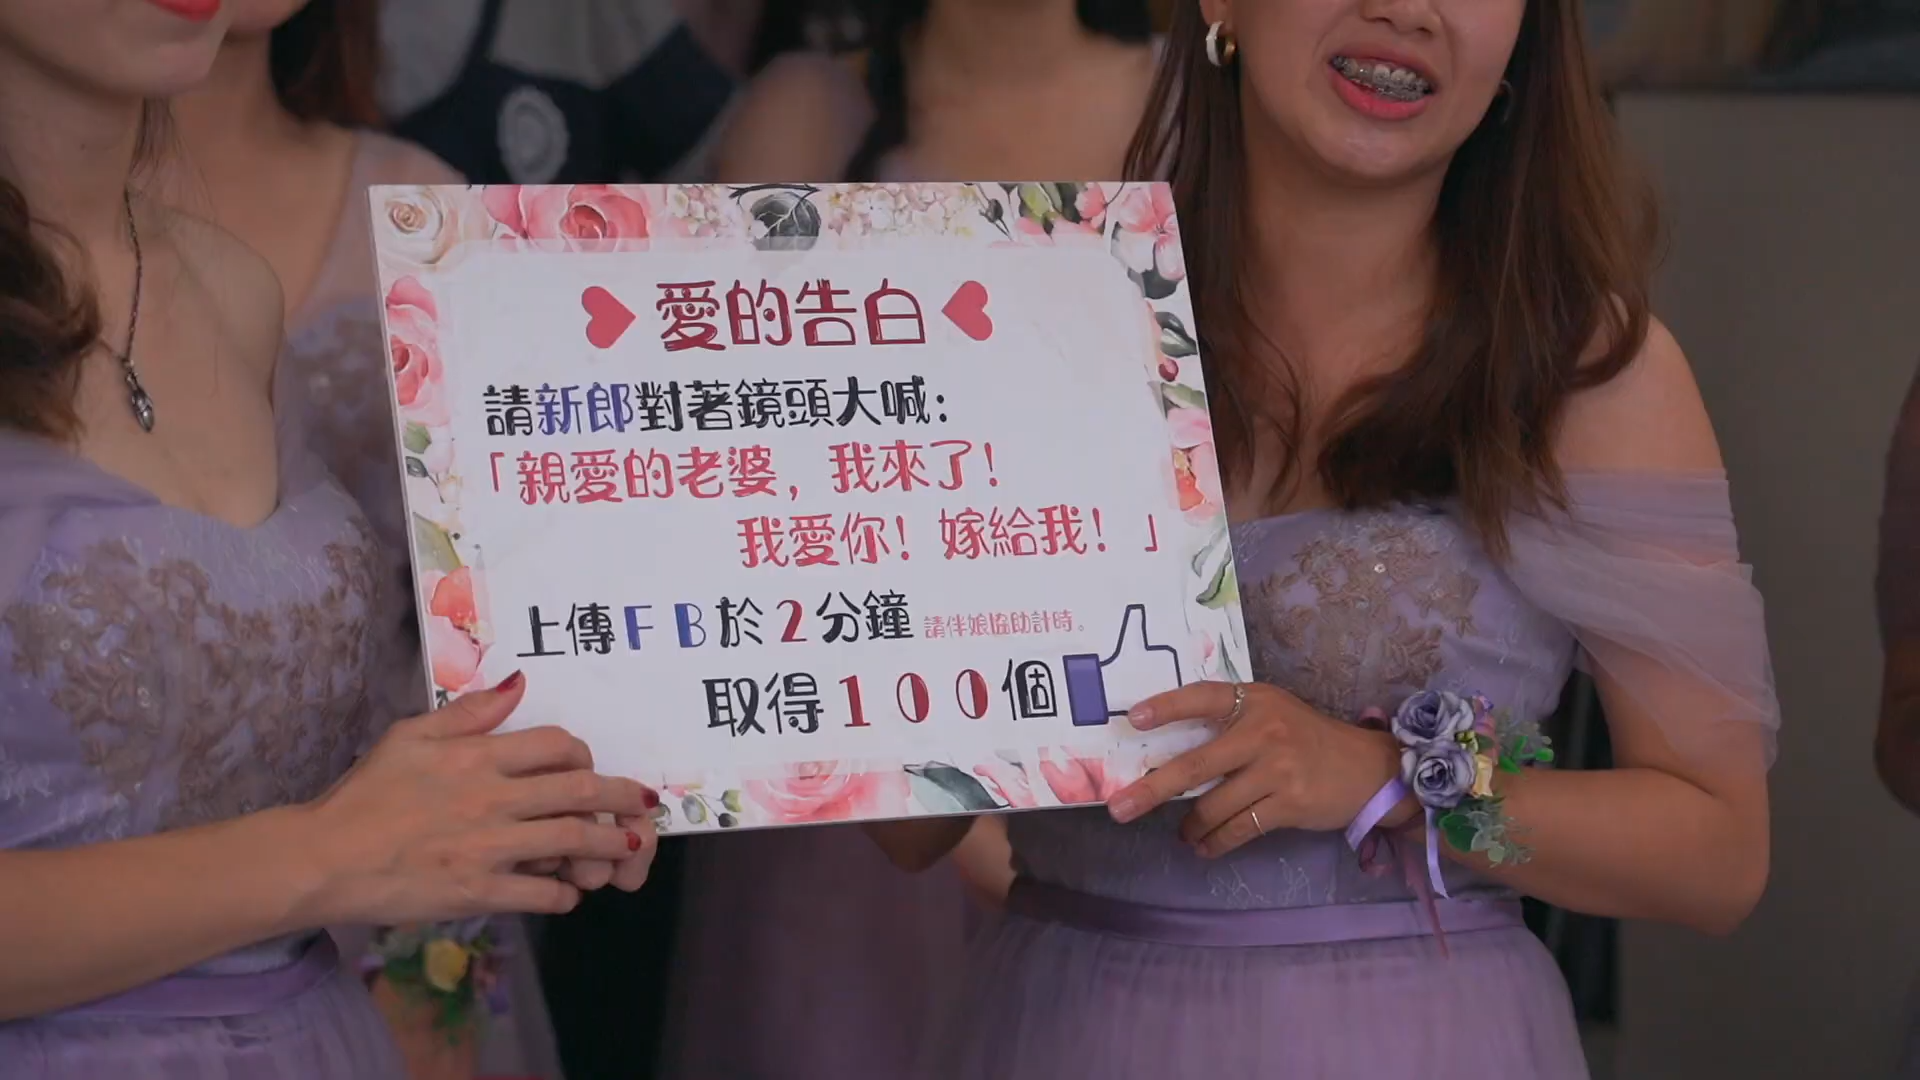 愛的告白
請新郎對著鏡頭大喊：
「親愛的老婆，我來了！
我愛你！嫁給我！」
上傳FB於2分鐘 請伴娘協助計時。
取得100個